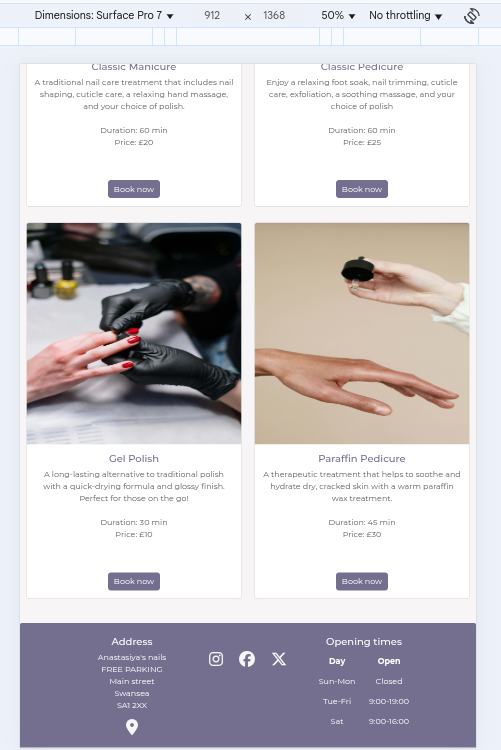 Dimensions: Surface Pro 7 912 × 1368 50% No throttling
Classic Manicure
A traditional nail care treatment that includes nail
shaping, cuticle care, a relaxing hand massage,
and your choice of polish.
Duration: 60 min
Price: £20
Book now
Classic Pedicure
Enjoy a relaxing foot soak, nail trimming, cuticle
care, exfoliation, a soothing massage, and your
choice of polish
Duration: 60 min
Price: £25
Book now
Gel Polish
A long-lasting alternative to traditional polish
with a quick-drying formula and glossy finish.
Perfect for those on the go!
Duration: 30 min
Price: £10
Book now
Paraffin Pedicure
A therapeutic treatment that helps to soothe and
hydrate dry, cracked skin with a warm paraffin
wax treatment.
Duration: 45 min
Price: £30
Book now
Address
Anastasiya's nails
FREE PARKING
Main street
Swansea
SA1 2XX
Opening times
Day Open
Sun-Mon Closed
Tue-Fri 9:00-19:00
Sat 9:00-16:00